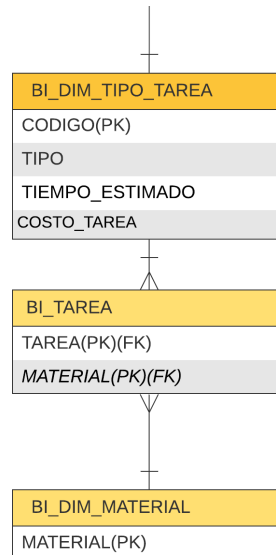 BI_DIM_TIPO_TAREA
CODIGO(PK)
TIPO
TIEMPO_ESTIMADO
COSTO_TAREA
BI_TAREA
TAREA(PK)(FK)
MATERIAL(PK)(FK)
BI_DIM_MATERIAL
MATERIAL(PK)